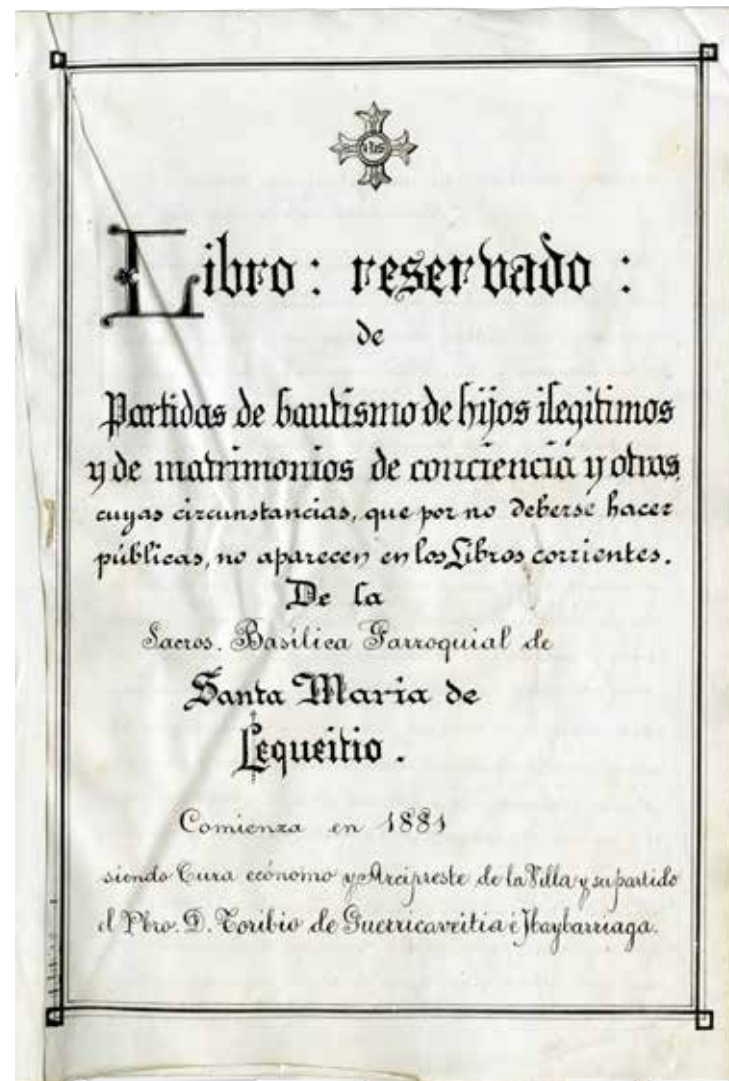 IHS
Libro : reservado :
de
Partidas de bautismo de hijos ilegitimos
y de matrimonios de conciencia y otras,
cuyas circunstancias, que por no deberse hacer
públicas, no aparecen en los Libros corrientes.
De la
Sacros. Basílica Parroquial de
Santa Maria de
Lequeitio .
Comienza en 1881
siendo Cura ecónomo y Arcipreste de la Villa y su partido
el Pbro. D. Toribio de Guerricaveitia é Ibaybarriaga.